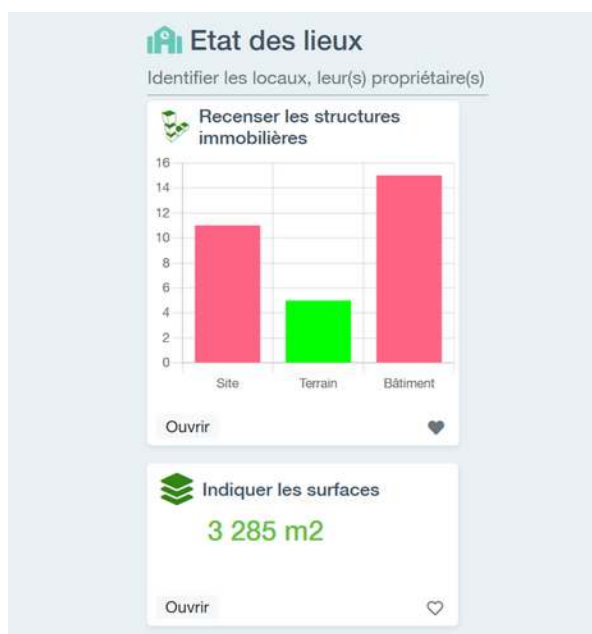 Etat des lieux
Identifier les locaux, leur(s) propriétaire(s)
Recenser les structures
immobilières
16
14
12
10
8
6
4
2
0
Site Terrain Bâtiment
Ouvrir
Indiquer les surfaces
3 285 m2
Ouvrir